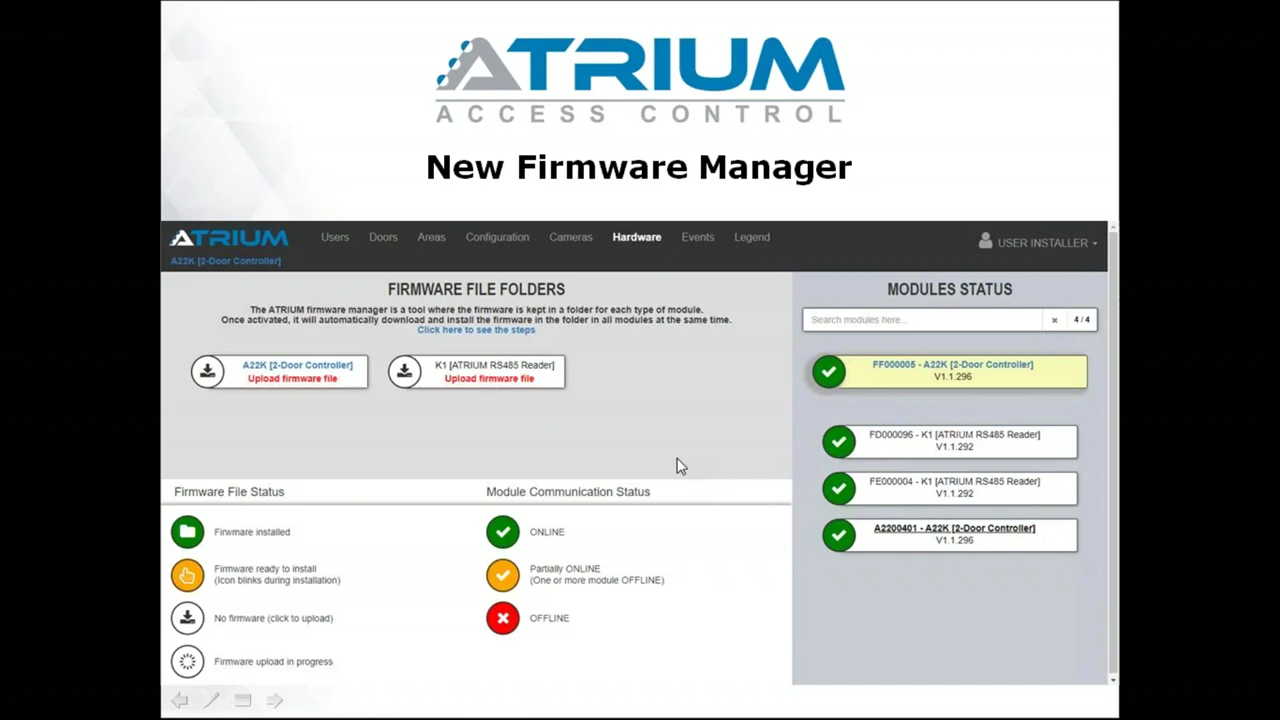 ATRIUM
ACCESS CONTROL
New Firmware Manager
ATRIUM
Users Doors Areas Configuration Cameras Hardware Events Legend
USER INSTALLER
A22K [2-Door Controller]
FIRMWARE FILE FOLDERS
The ATRIUM firmware manager is a tool where the firmware is kept in a folder for each type of module.
Once activated, it will automatically download and install the firmware in the folder in all modules at the same time.
Click here to see the steps
A22K [2-Door Controller]
Upload firmware file
K1 [ATRIUM RS485 Reader]
Upload firmware file
Firmware File Status
Firwmare installed
Firmware ready to install
(Icon blinks during installation)
No firmware (click to upload)
Firmware upload in progress
Module Communication Status
ONLINE
Partially ONLINE
(One or more module OFFLINE)
OFFLINE
MODULES STATUS
Search modules here... × 4 / 4
FF000005 - A22K [2-Door Controller]
V1.1.296
FD000096 - K1 [ATRIUM RS485 Reader]
V1.1.292
FE000004 - K1 [ATRIUM RS485 Reader]
V1.1.292
A2200401 - A22K [2-Door Controller]
V1.1.296